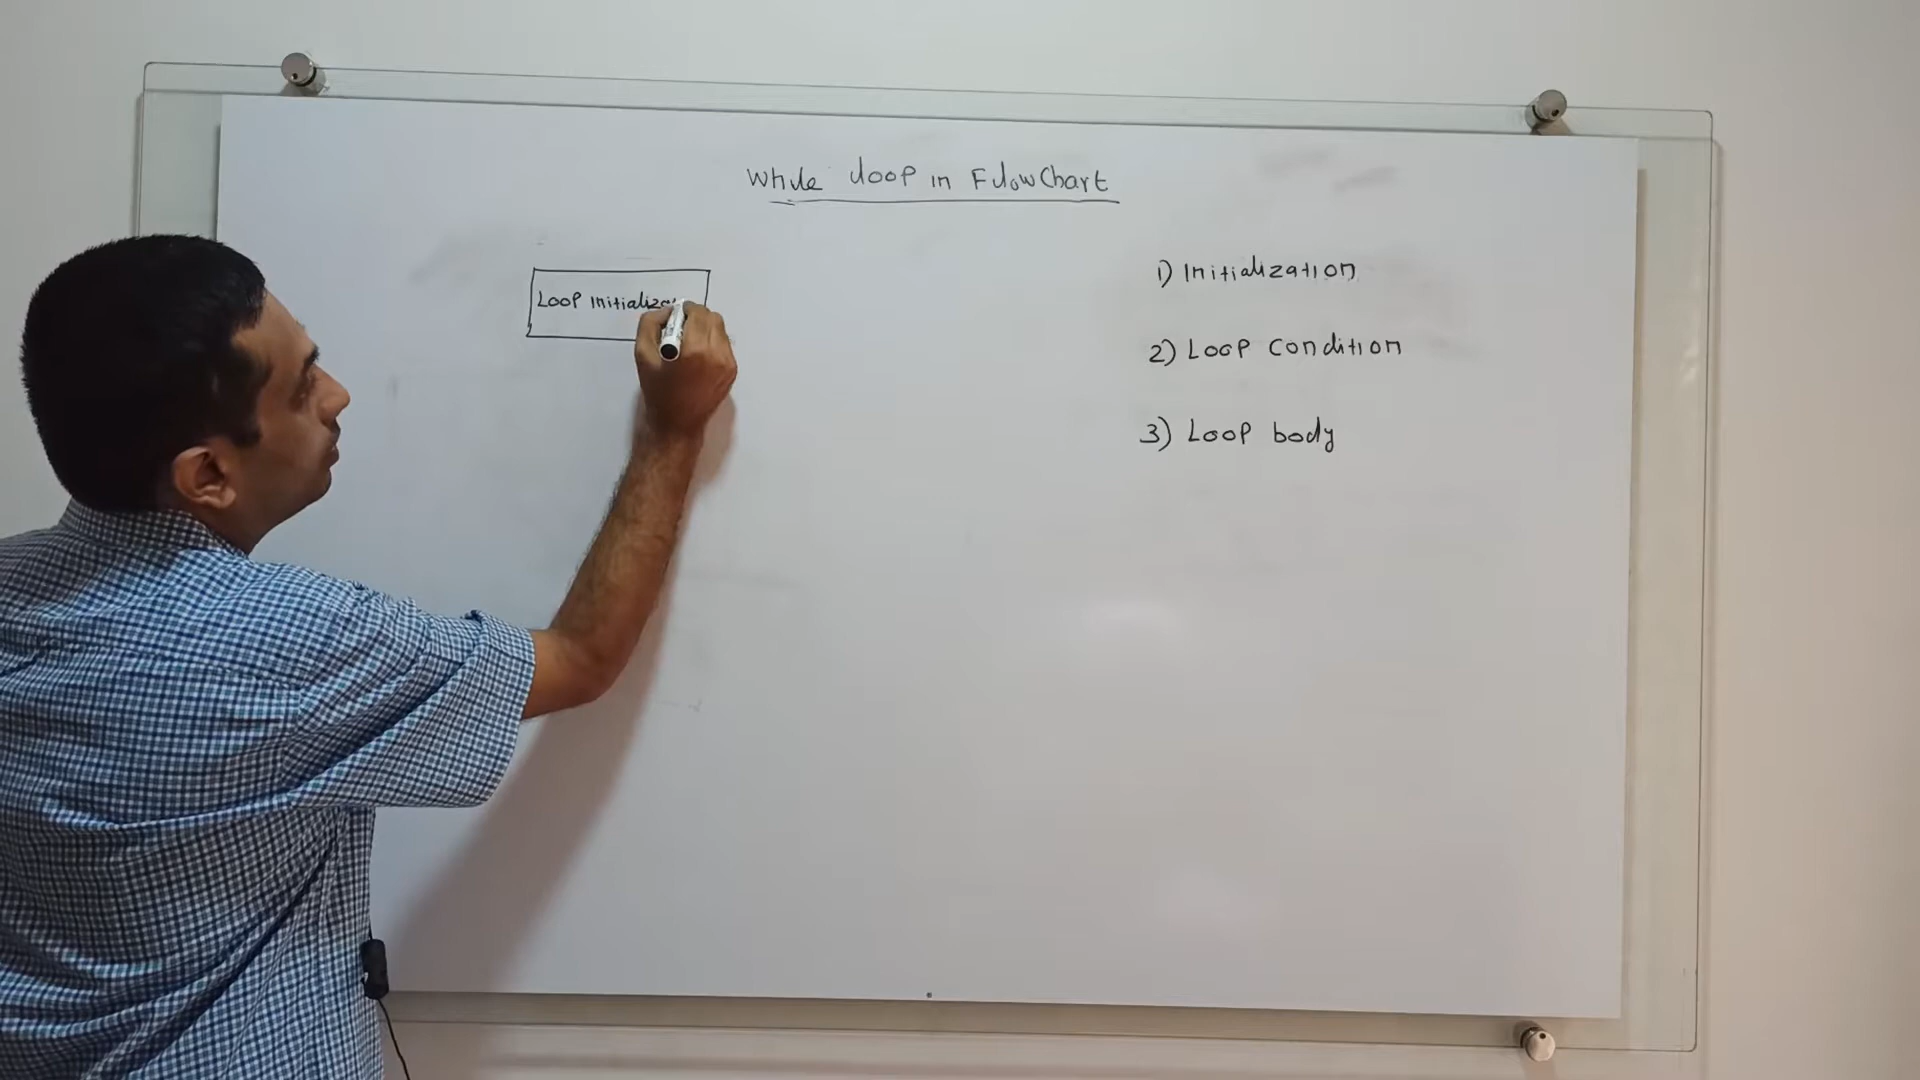 While loop in FlowChart
Loop Initializa
1) Initialization
2) Loop Condition
3) Loop body